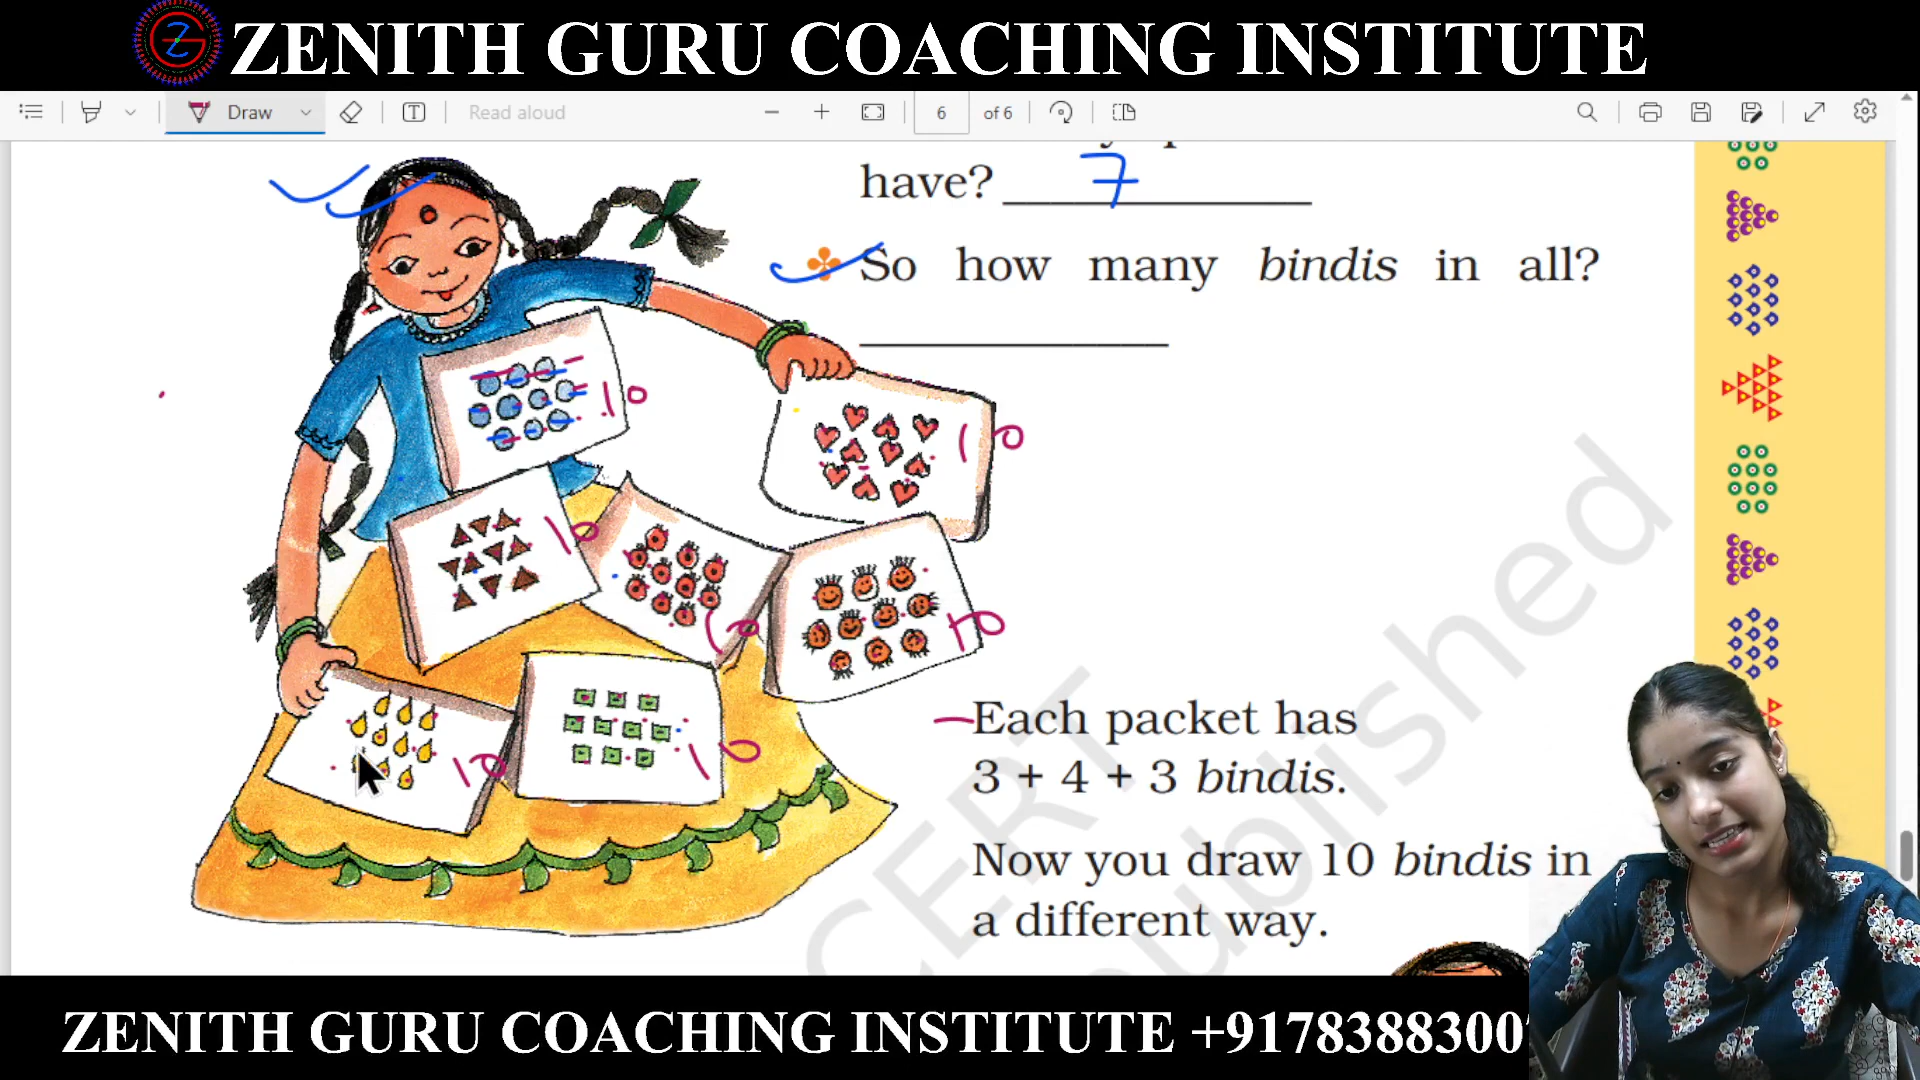 ZENITH GURU COACHING INSTITUTE
Draw
Read aloud
6 of 6
have? 7
So how many bindis in all?
10
10
10
10
10
10
10
Each packet has
3 + 4 + 3 bindis.
Now you draw 10 bindis in
a different way.
ZENITH GURU COACHING INSTITUTE +9178388300